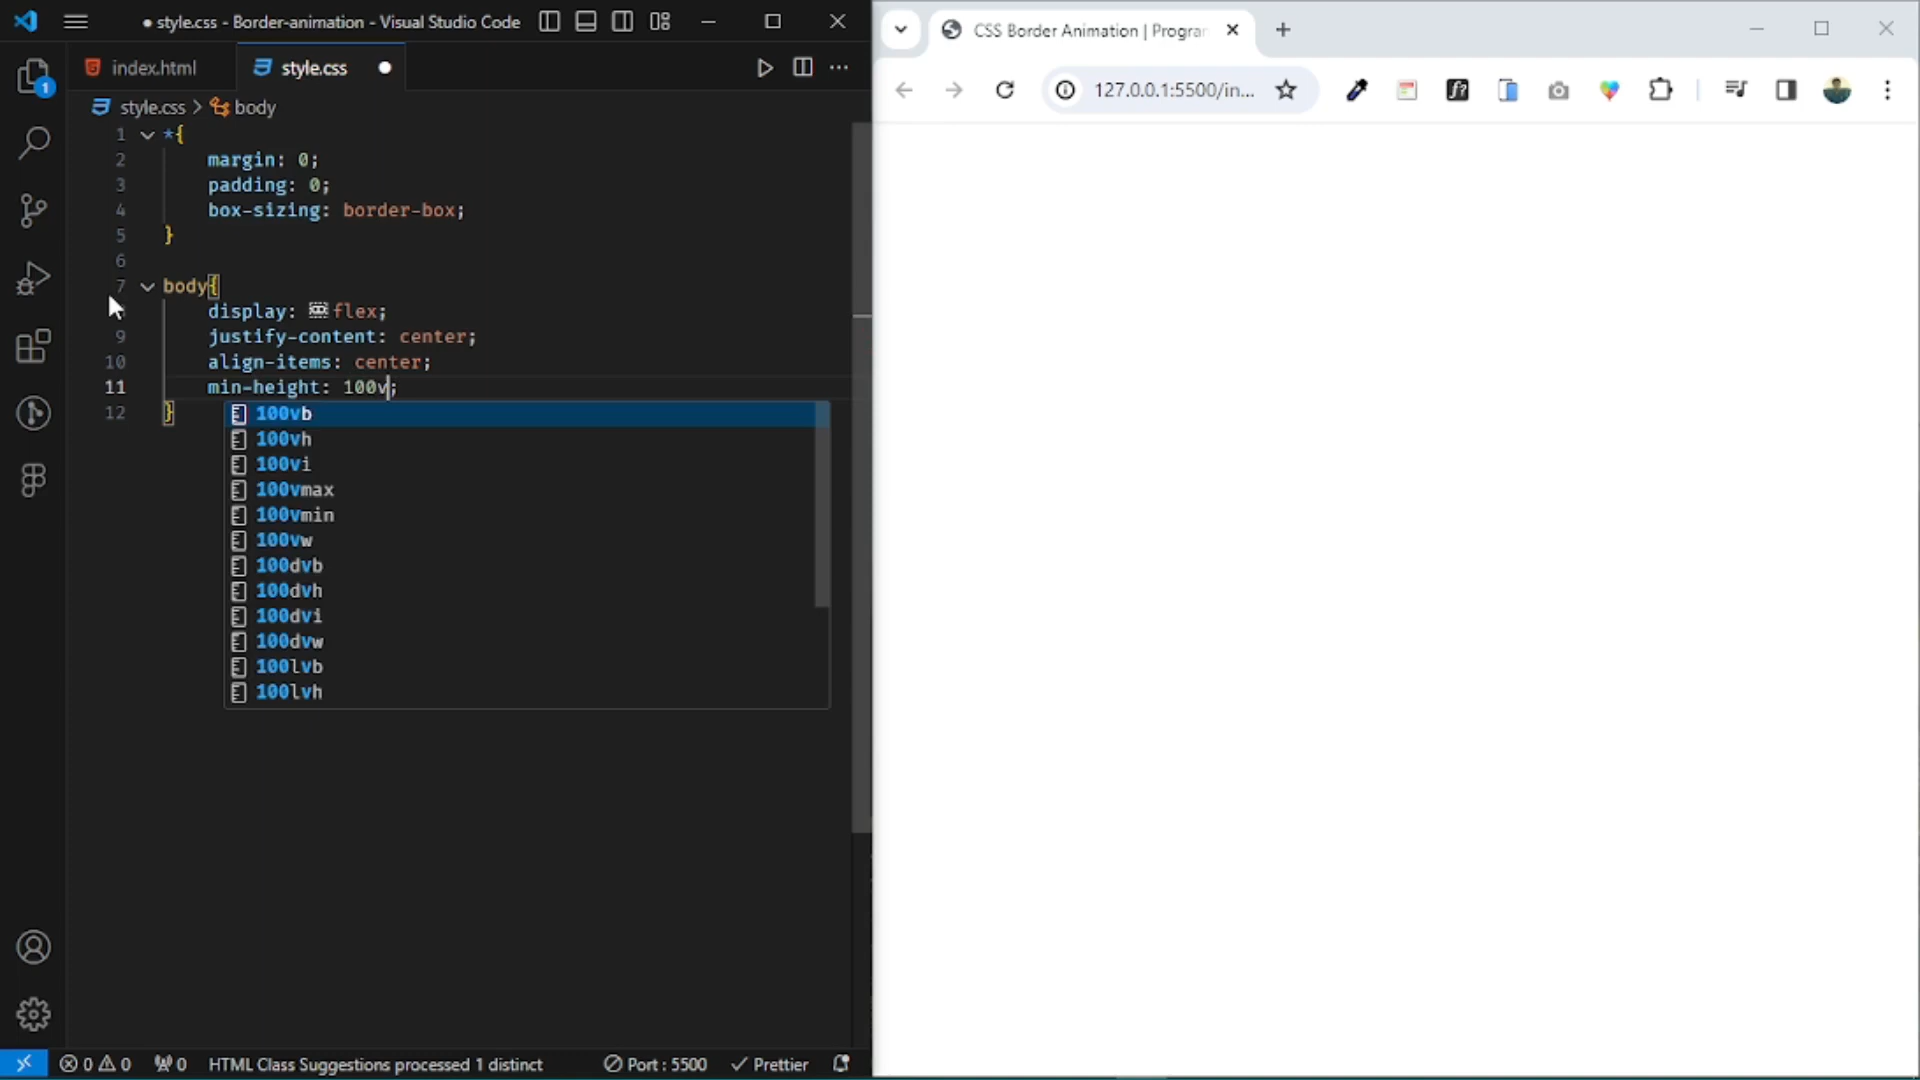 ● style.css - Border-animation - Visual Studio Code
index.html
style.css ●
style.css > body
1 *{
2 margin: 0;
3 padding: 0;
4 box-sizing: border-box;
5 }
6
7 body{
display: flex;
9 justify-content: center;
10 align-items: center;
11 min-height: 100v;
12 }
100vb
100vh
100vi
100vmax
100vmin
100vw
100dvb
100dvh
100dvi
100dvw
100lvb
100lvh
1
0 0 0 HTML Class Suggestions processed 1 distinct Port : 5500 Prettier
CSS Border Animation | Progra
127.0.0.1:5500/in...
f?